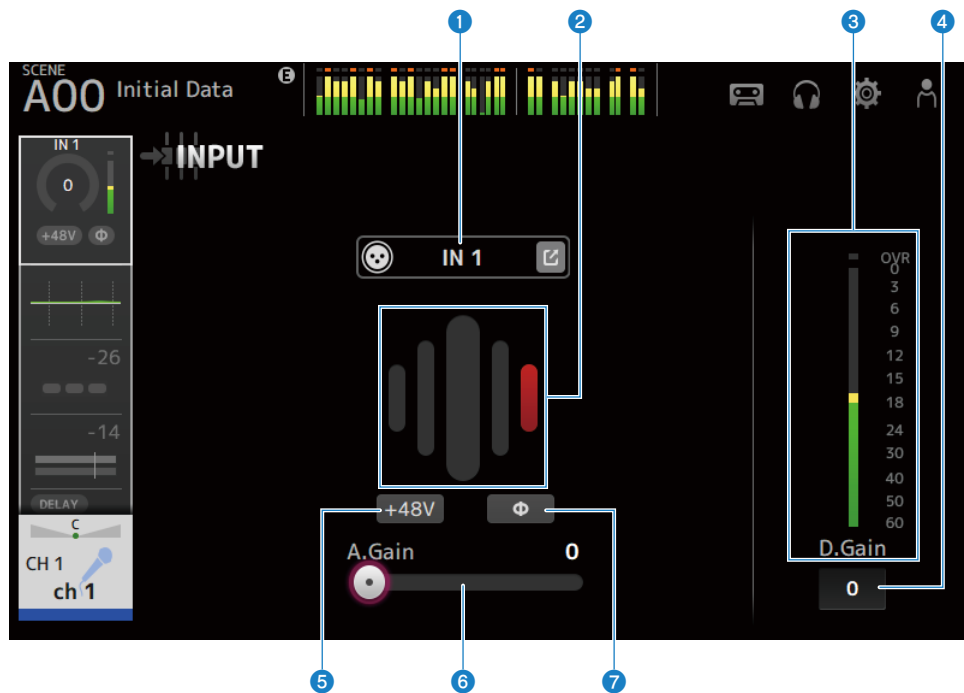 1 2 3 4
SCENE
A00 Initial Data E
IN 1
0
+48V Φ
INPUT
IN 1
OVR
0
3
6
9
12
15
18
24
30
40
50
60
-26
-14
DELAY
C
CH 1
ch 1
+48V Φ
A.Gain 0
D.Gain
0
5 6 7